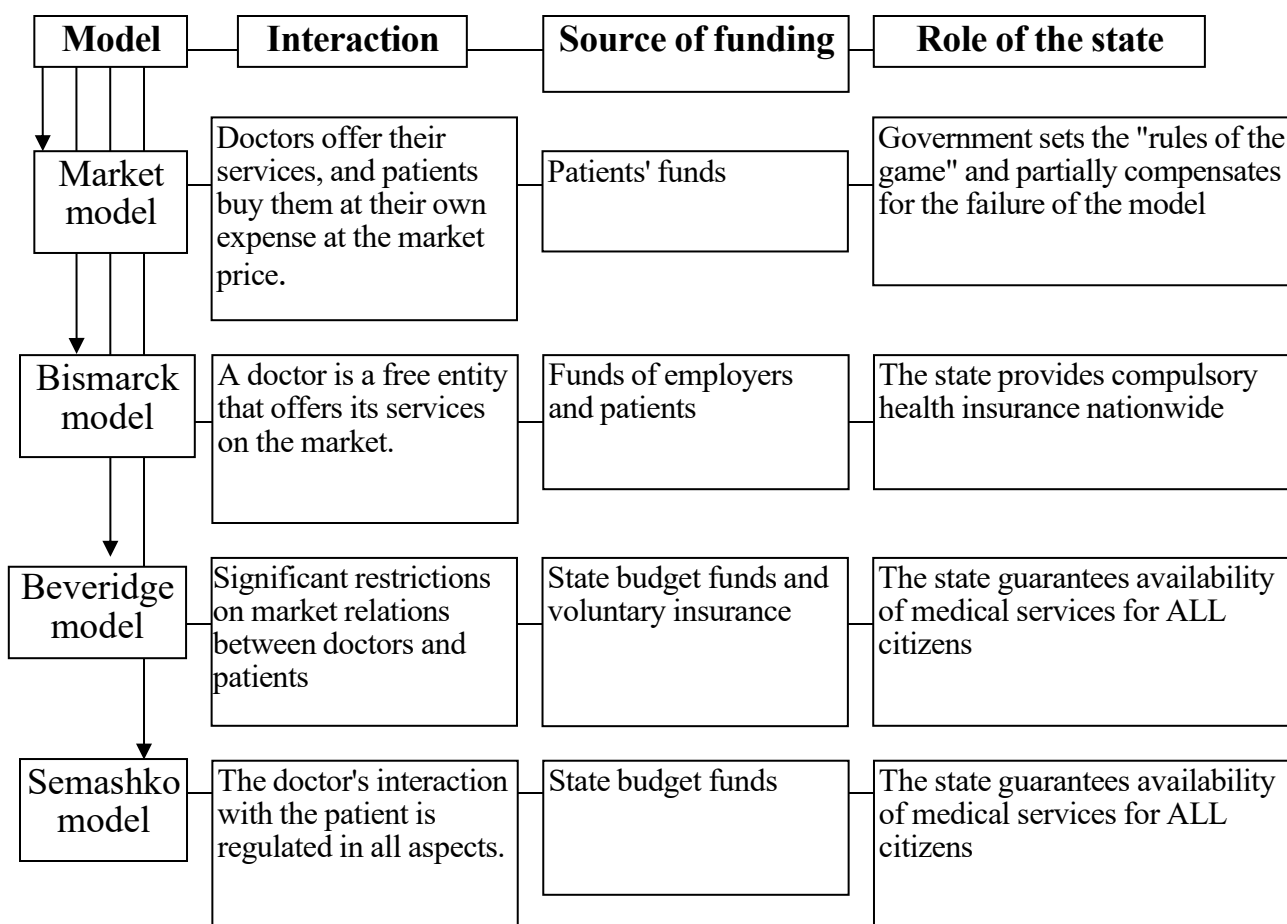 Model
Interaction
Source of funding
Role of the state
Market
model
Doctors offer their
services, and patients
buy them at their own
expense at the market
price.
Patients' funds
Government sets the "rules of the
game" and partially compensates
for the failure of the model
Bismarck
model
A doctor is a free entity
that offers its services
on the market.
Funds of employers
and patients
The state provides compulsory
health insurance nationwide
Beveridge
model
Significant restrictions
on market relations
between doctors and
patients
State budget funds and
voluntary insurance
The state guarantees availability
of medical services for ALL
citizens
Semashko
model
The doctor's interaction
with the patient is
regulated in all aspects.
State budget funds
The state guarantees availability
of medical services for ALL
citizens